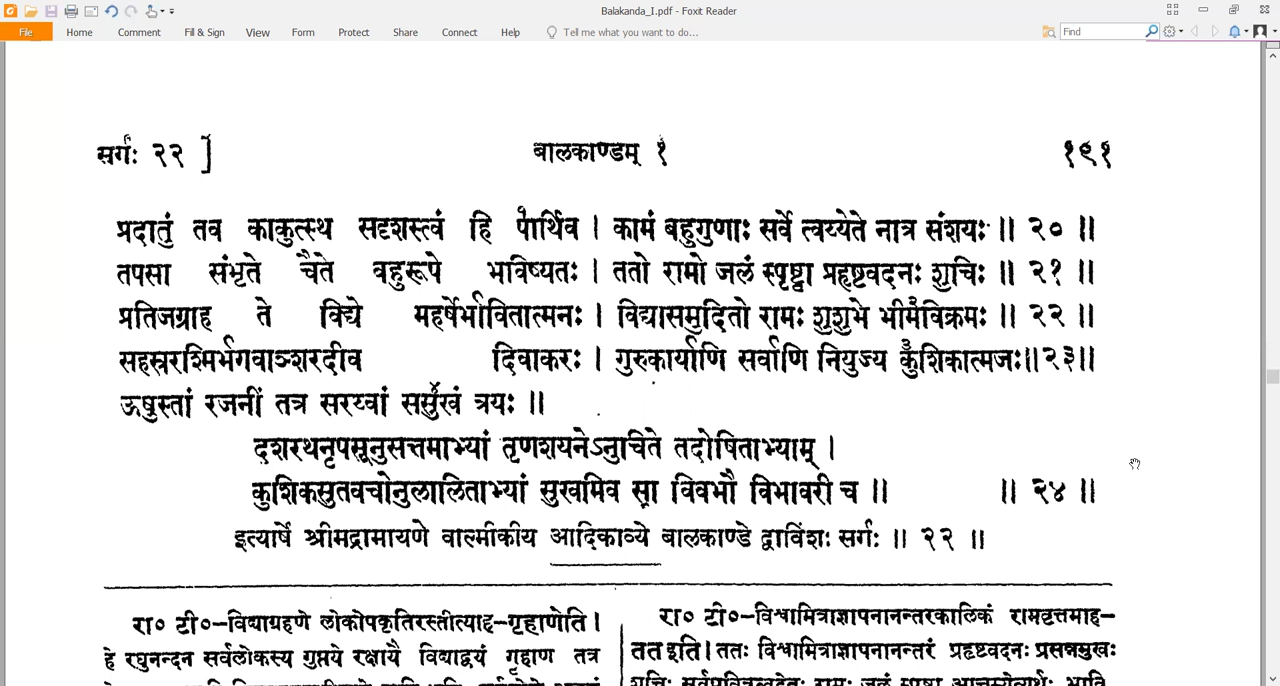 Balakanda_I.pdf - Foxit Reader
File Home Comment Fill & Sign View Form Protect Share Connect Help Tell me what you want to do... Find
सर्गः २२ ] बालकाण्डम् १ १९१
प्रदातुं तव काकुत्स्थ सदृशस्त्वं हि पार्थिव । कामं बहुगुणाः सर्वे त्वय्येते नात्र संशयः ॥ २० ॥
तपसा संभृते चैते बहुरूपे भविष्यतः । ततो रामो जलं स्पृष्ट्वा प्रहृष्टवदनः शुचिः ॥ २१ ॥
प्रतिजग्राह ते विद्ये महर्षेर्भावितात्मनः । विद्यासमुदितो रामः शुशुभे भीमविक्रमः ॥ २२ ॥
सहस्ररश्मिर्भगवाञ्शरदीव दिवाकरः । गुरुकार्याणि सर्वाणि नियुज्य कुशिकात्मजः॥२३॥
ऊषुस्तां रजनीं तत्र सरय्वां ससुखं त्रयः ॥
दशरथनृपसूनुसत्तमाभ्यां तृणशयनेऽनुचिते तदोषिताभ्याम् ।
कुशिकसुतवचोनुलालिताभ्यां सुखमिव सा विबभौ विभावरी च ॥ ॥ २४ ॥
इत्यार्षे श्रीमद्रामायणे वाल्मीकीय आदिकाव्ये बालकाण्डे द्वाविंशः सर्गः ॥ २२ ॥
रा० टी०-विद्याग्रहणे लोकोपकृतिरस्तीत्याह-गृहाणेति ।
हे रघुनन्दन सर्वलोकस्य गुप्तये रक्षायै विद्याद्वयं गृहाण तत्र
रा० टी०-विश्वामित्राज्ञापनानन्तरकालिकं रामवृत्तमाह-
तत इति । ततः विश्वामित्राज्ञापनानन्तरं प्रहृष्टवदनः प्रसन्नमुखः